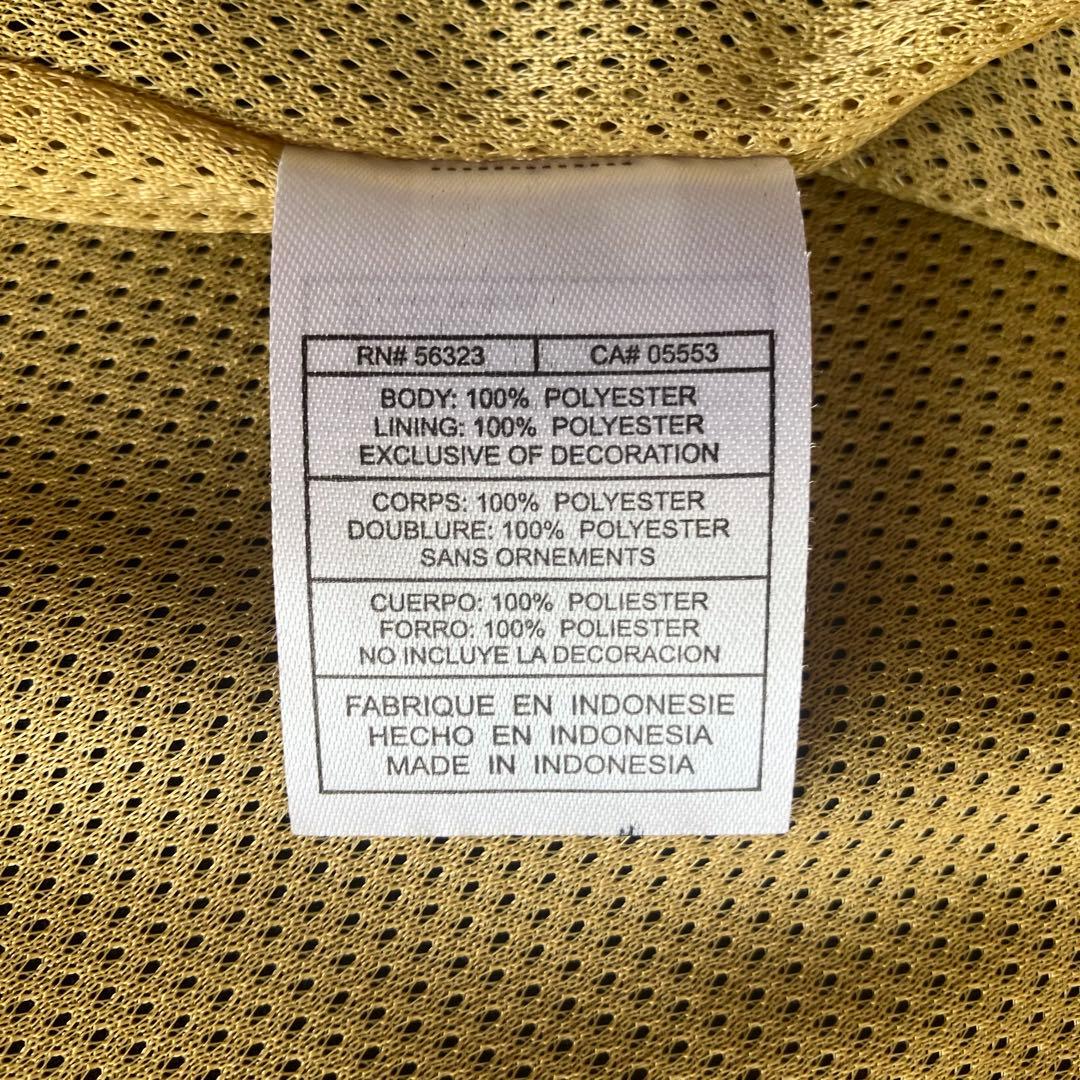 RN# 56323 CA# 05553
BODY: 100% POLYESTER
LINING: 100% POLYESTER
EXCLUSIVE OF DECORATION
CORPS: 100% POLYESTER
DOUBLURE: 100% POLYESTER
SANS ORNEMENTS
CUERPO: 100% POLIESTER
FORRO: 100% POLIESTER
NO INCLUYE LA DECORACION
FABRIQUE EN INDONESIE
HECHO EN INDONESIA
MADE IN INDONESIA